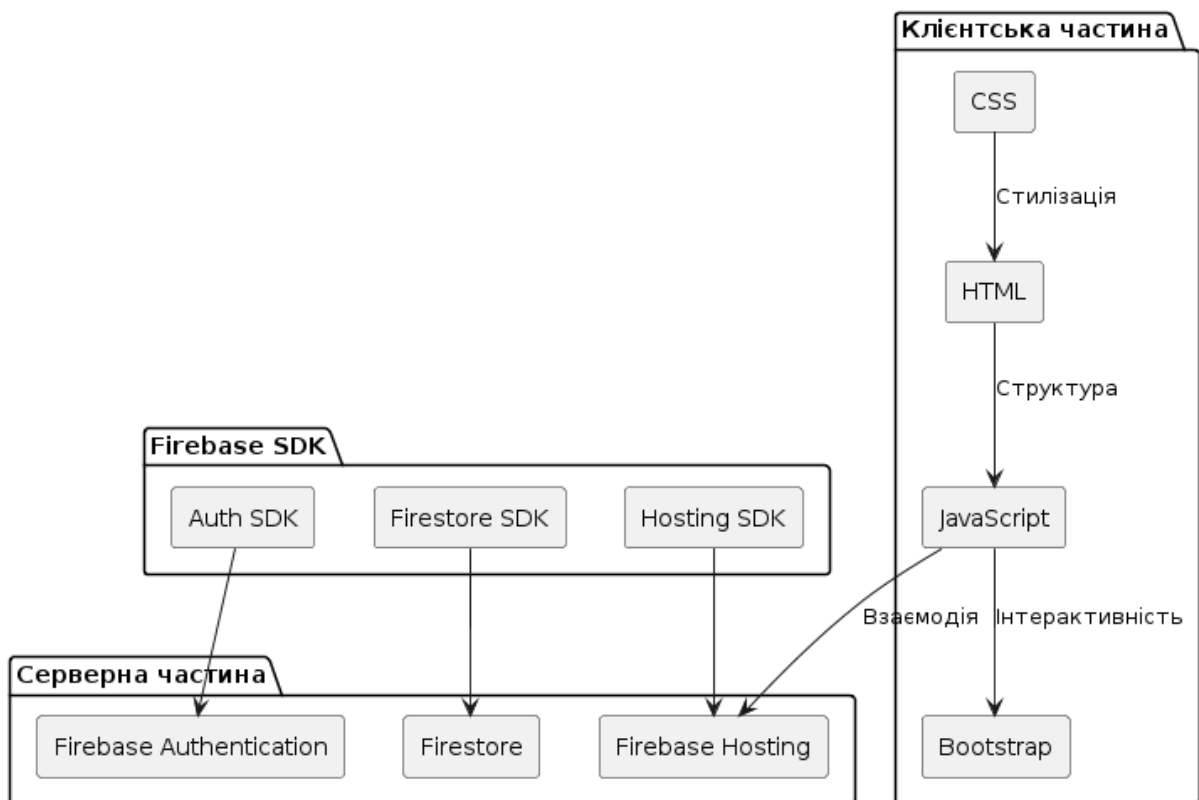 Клієнтська частина
CSS
Стилізація
HTML
Структура
Firebase SDK
Auth SDK
Firestore SDK
Hosting SDK
JavaScript
Взаємодія
Інтерактивність
Серверна частина
Firebase Authentication
Firestore
Firebase Hosting
Bootstrap